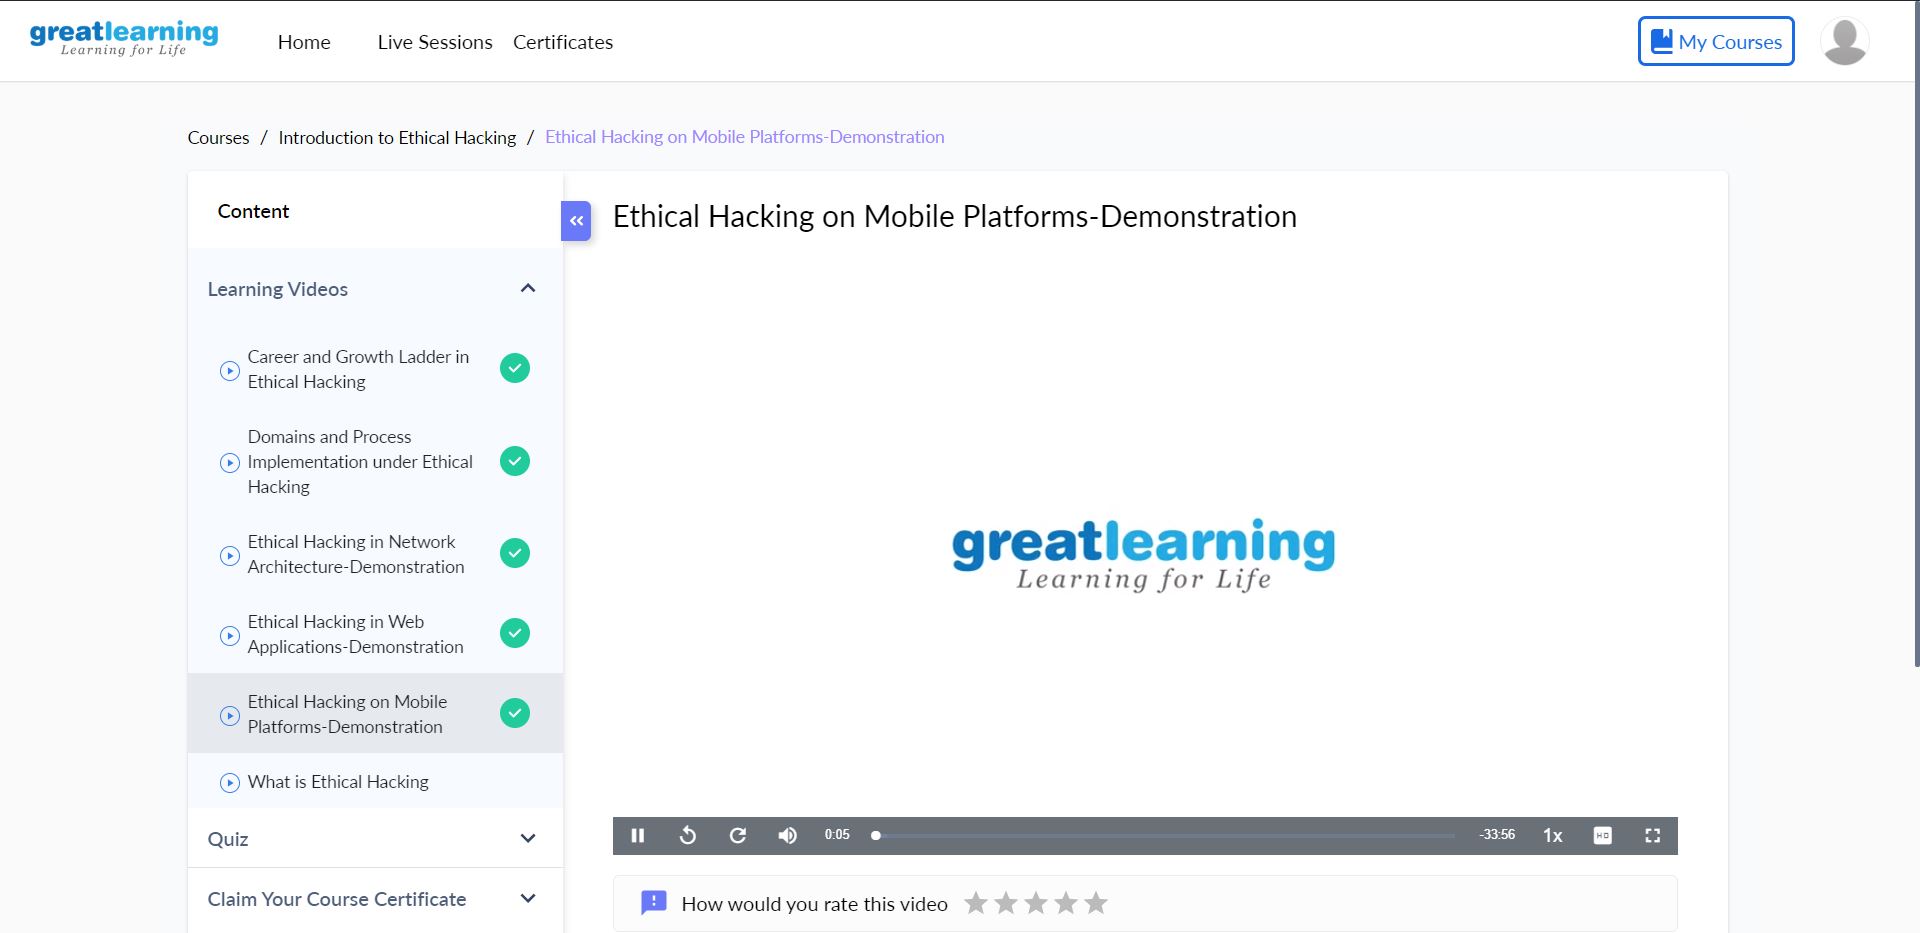 greatlearning
Learning for Life
Home
Live Sessions
Certificates
My Courses
Courses / Introduction to Ethical Hacking / Ethical Hacking on Mobile Platforms-Demonstration
Content
Learning Videos
Career and Growth Ladder in
Ethical Hacking
Domains and Process
Implementation under Ethical
Hacking
Ethical Hacking in Network
Architecture-Demonstration
Ethical Hacking in Web
Applications-Demonstration
Ethical Hacking on Mobile
Platforms-Demonstration
What is Ethical Hacking
Quiz
Claim Your Course Certificate
Ethical Hacking on Mobile Platforms-Demonstration
greatlearning
Learning for Life
0:05
-33:56
1x
HD
How would you rate this video